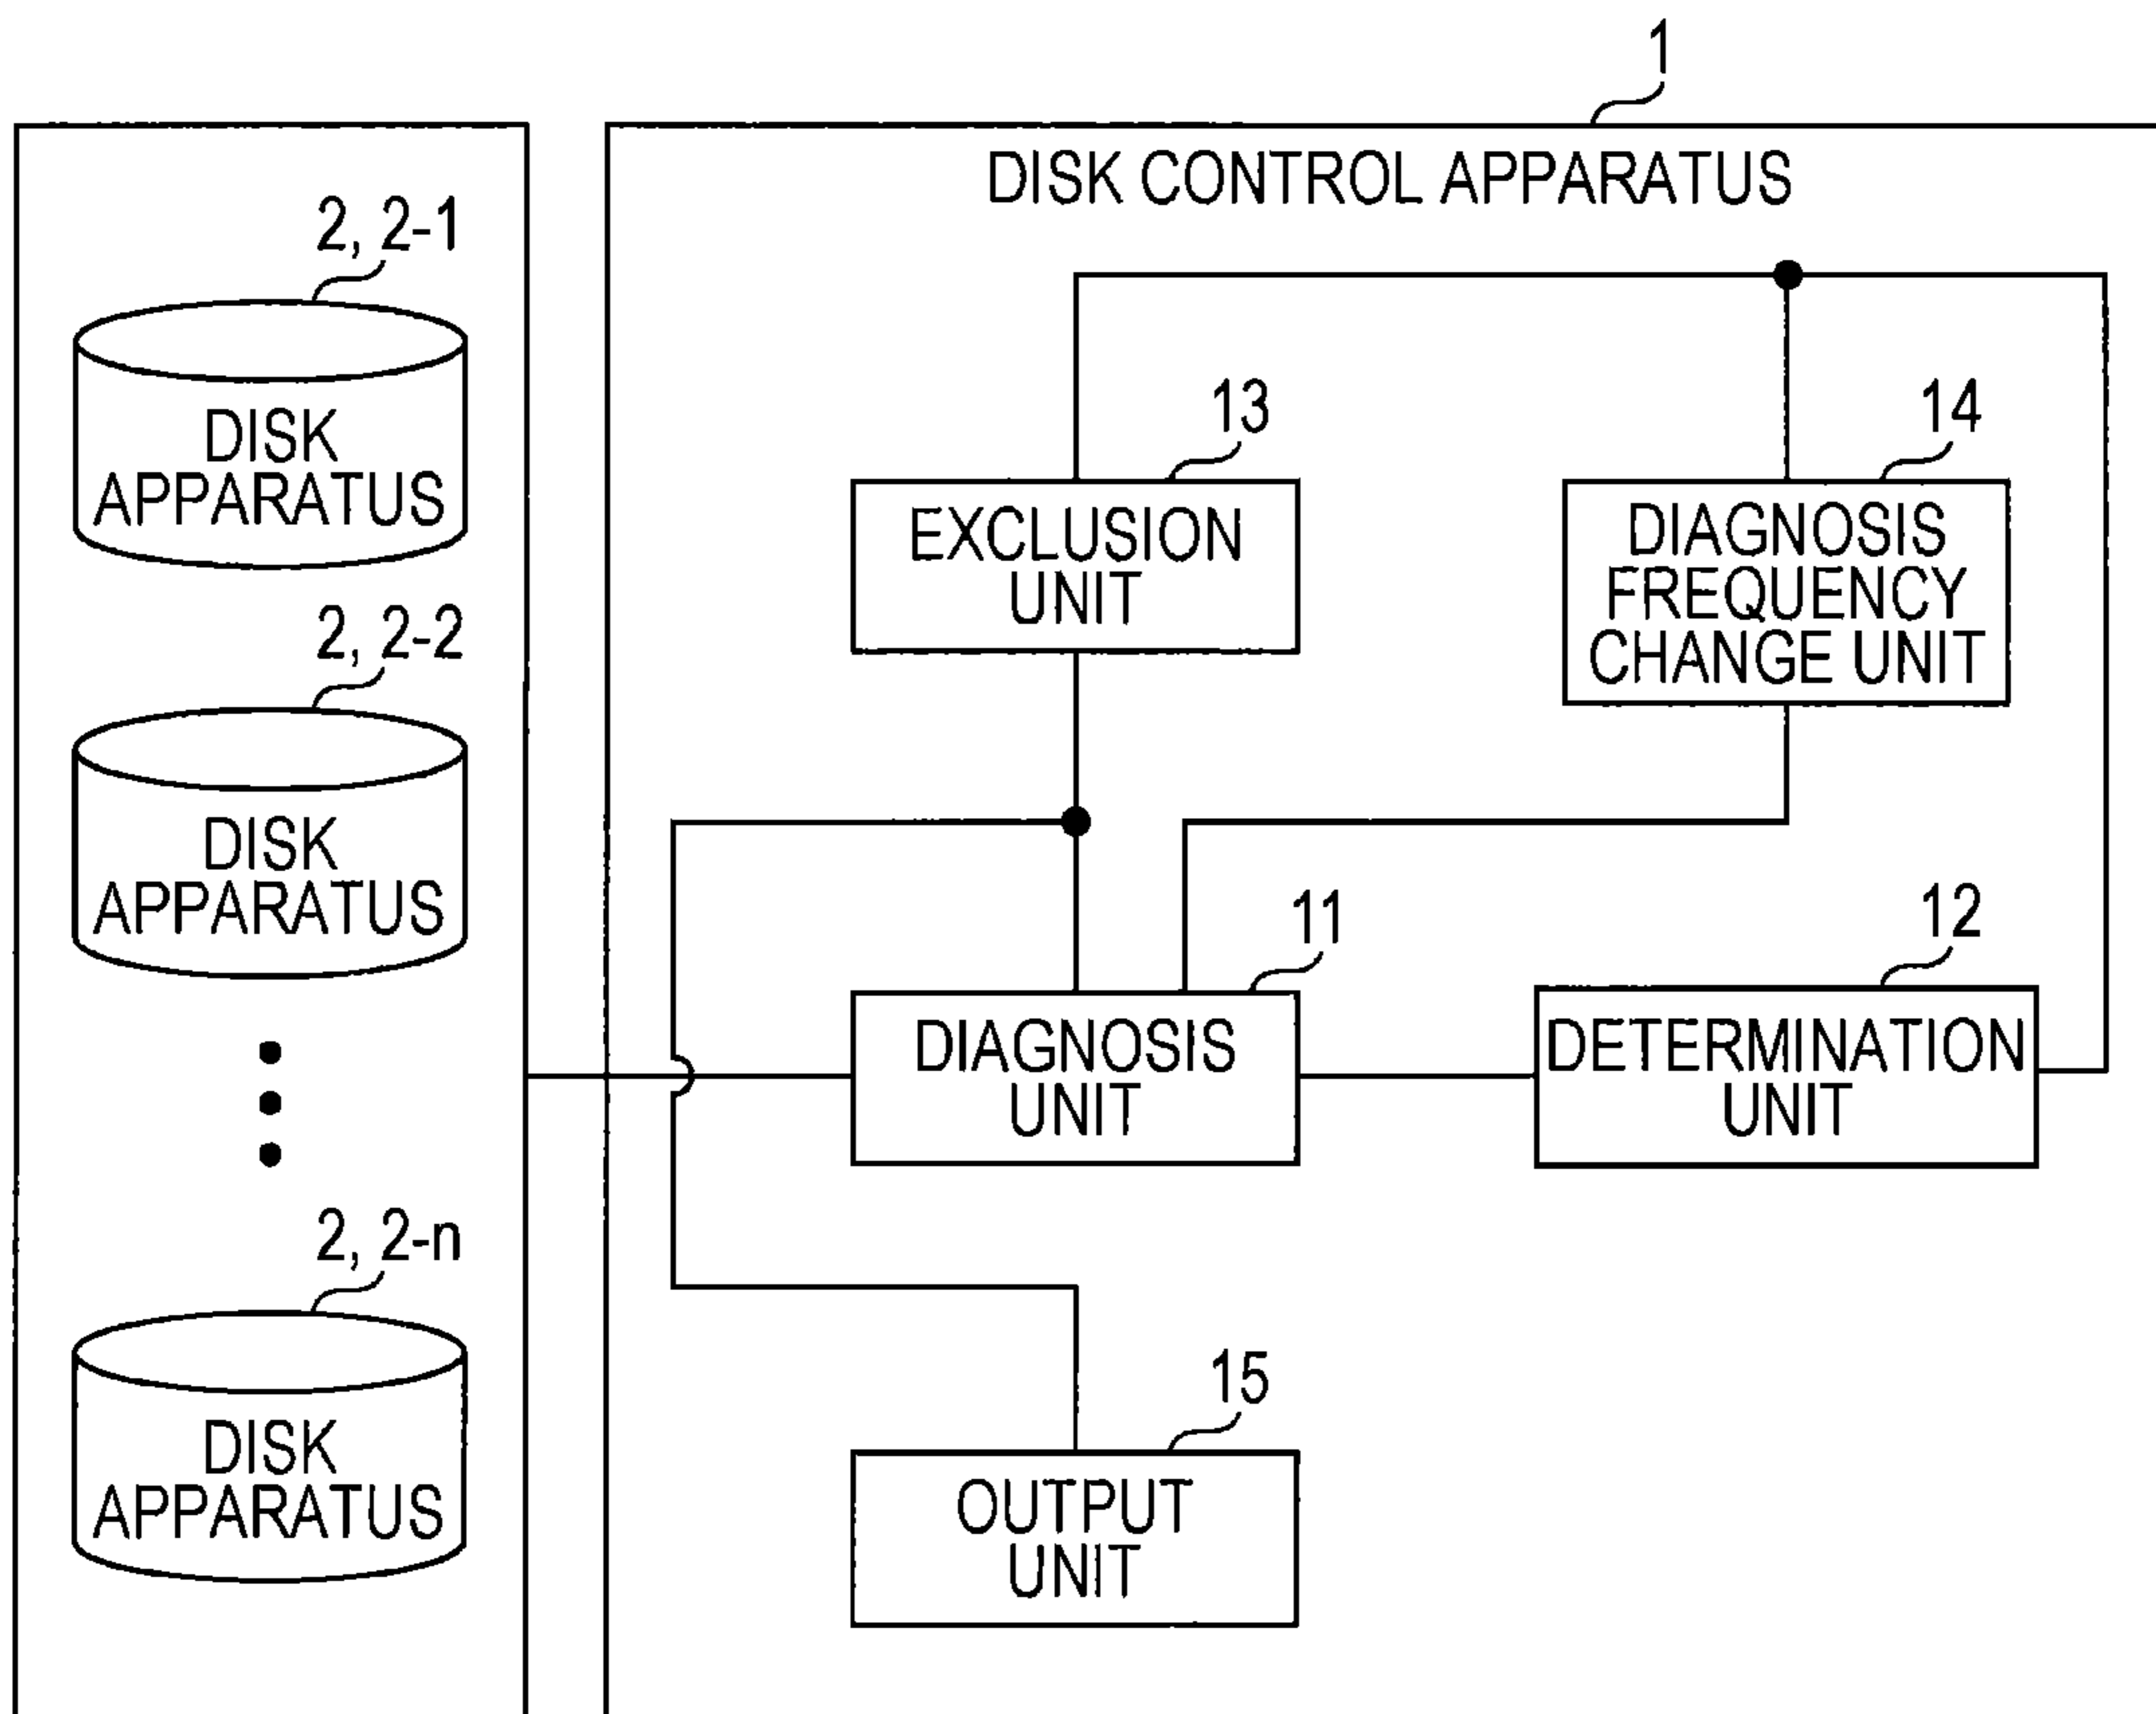 1
DISK CONTROL APPARATUS
2, 2-1
DISK
APPARATUS
2, 2-2
DISK
APPARATUS
2, 2-n
DISK
APPARATUS
13
EXCLUSION
UNIT
14
DIAGNOSIS
FREQUENCY
CHANGE UNIT
11
DIAGNOSIS
UNIT
12
DETERMINATION
UNIT
15
OUTPUT
UNIT